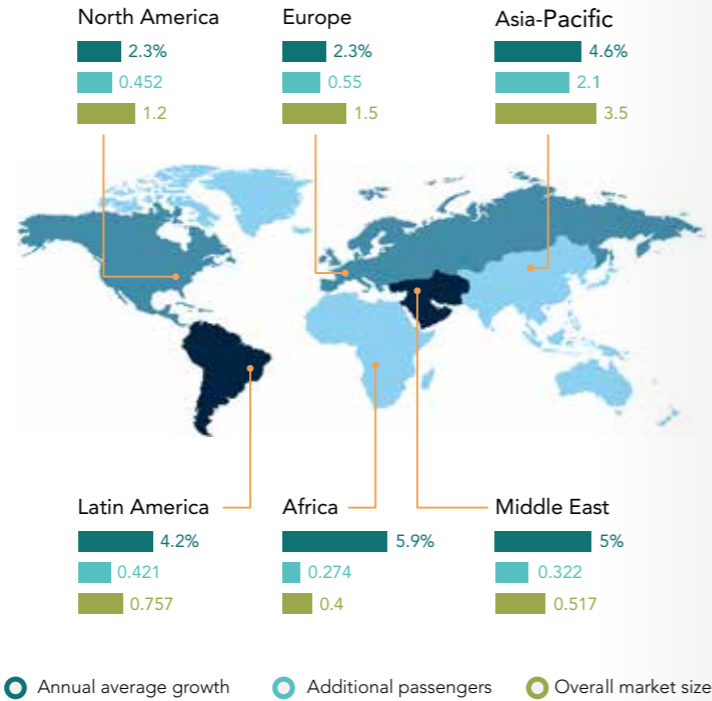 North America
2.3%
0.452
1.2
Europe
2.3%
0.55
1.5
Asia-Pacific
4.6%
2.1
3.5
Latin America
4.2%
0.421
0.757
Africa
5.9%
0.274
0.4
Middle East
5%
0.322
0.517
Annual average growth
Additional passengers
Overall market size